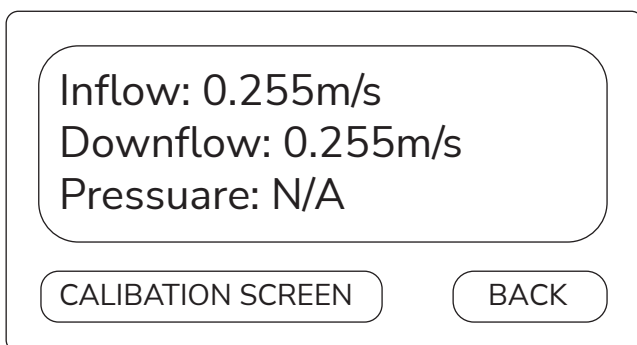 Inflow: 0.255m/s
Downflow: 0.255m/s
Pressuare: N/A
CALIBATION SCREEN
BACK